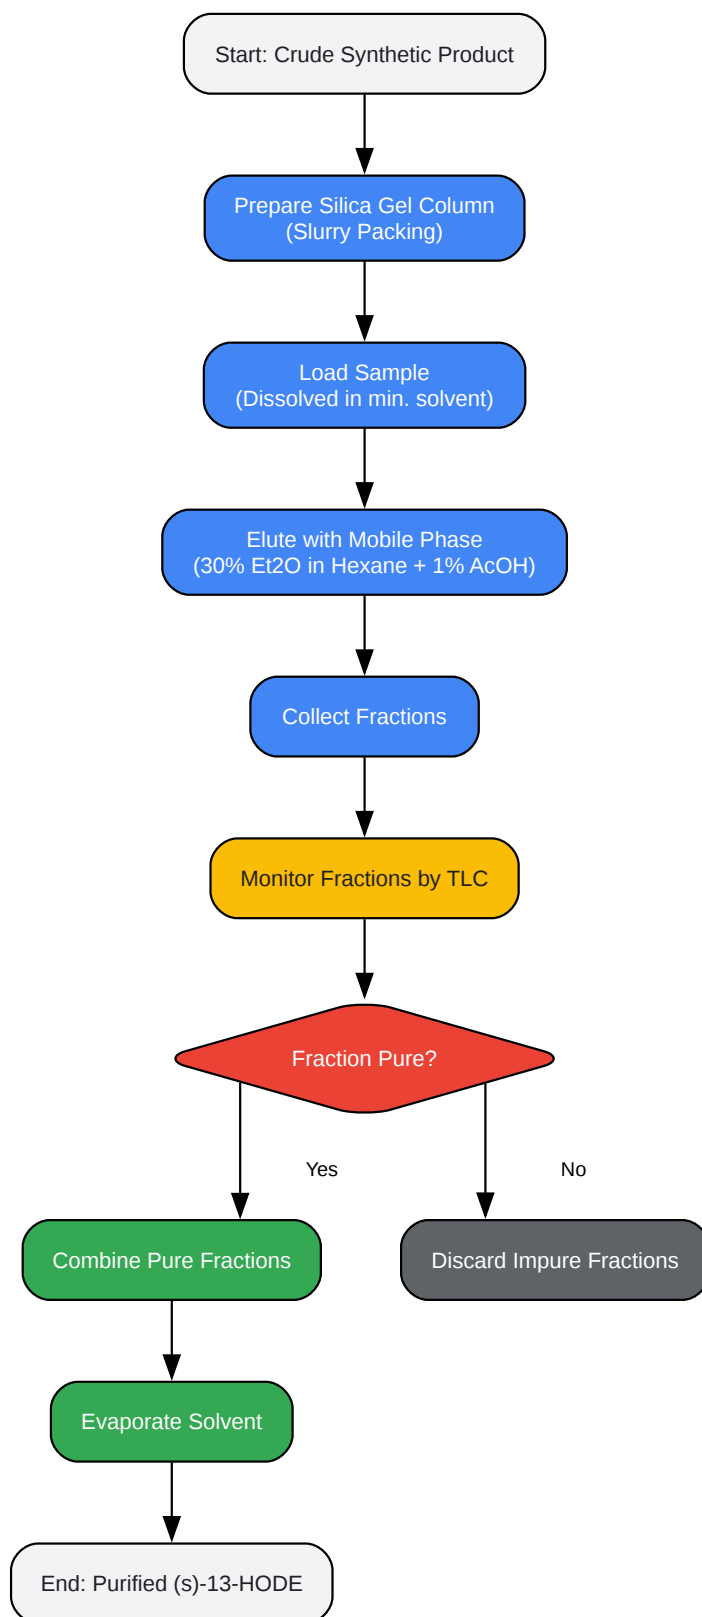 Start: Crude Synthetic Product
Prepare Silica Gel Column
(Slurry Packing)
Load Sample
(Dissolved in min. solvent)
Elute with Mobile Phase
(30% Et2O in Hexane + 1% AcOH)
Collect Fractions
Monitor Fractions by TLC
Fraction Pure?
Yes
No
Combine Pure Fractions
Discard Impure Fractions
Evaporate Solvent
End: Purified (s)-13-HODE